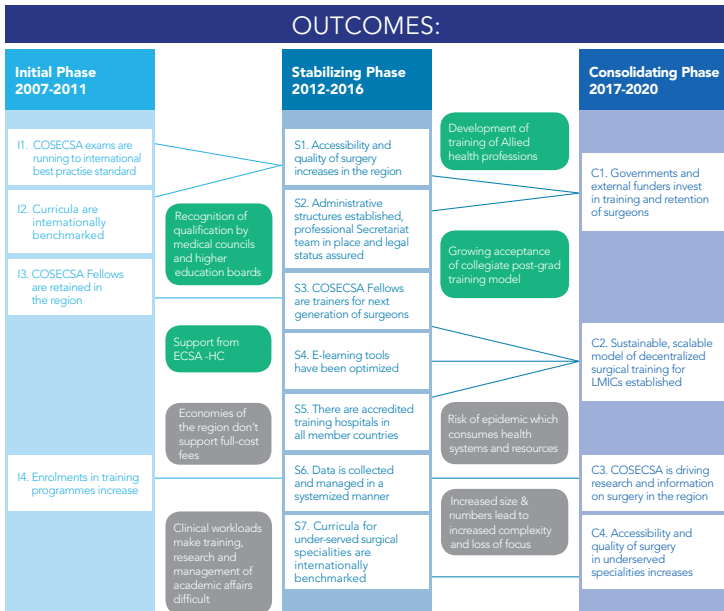 OUTCOMES:
Initial Phase
2007-2011
I1. COSECSA exams are
running to international
best practise standard
I2. Curricula are
internationally
benchmarked
I3. COSECSA Fellows
are retained in
the region
I4. Enrolments in training
programmes increase
Recognition of
qualification by
medical councils
and higher
education boards
Support from
ECSA -HC
Economies of
the region don't
support full-cost
fees
Clinical workloads
make training,
research and
management of
academic affairs
difficult
Stabilizing Phase
2012-2016
S1. Accessibility and
quality of surgery
increases in the region
S2. Administrative
structures established,
professional Secretariat
team in place and legal
status assured
S3. COSECSA Fellows
are trainers for next
generation of surgeons
S4. E-learning tools
have been optimized
S5. There are accredited
training hospitals in
all member countries
S6. Data is collected
and managed in a
systemized manner
S7. Curricula for
under-served surgical
specialities are
internationally
benchmarked
Development of
training of Allied
health professions
Growing acceptance
of collegiate post-grad
training model
Risk of epidemic which
consumes health
systems and resources
Increased size &
numbers lead to
increased complexity
and loss of focus
Consolidating Phase
2017-2020
C1. Governments and
external funders invest
in training and retention
of surgeons
C2. Sustainable, scalable
model of decentralized
surgical training for
LMICs established
C3. COSECSA is driving
research and information
on surgery in the region
C4. Accessibility and
quality of surgery
in underserved
specialities increases